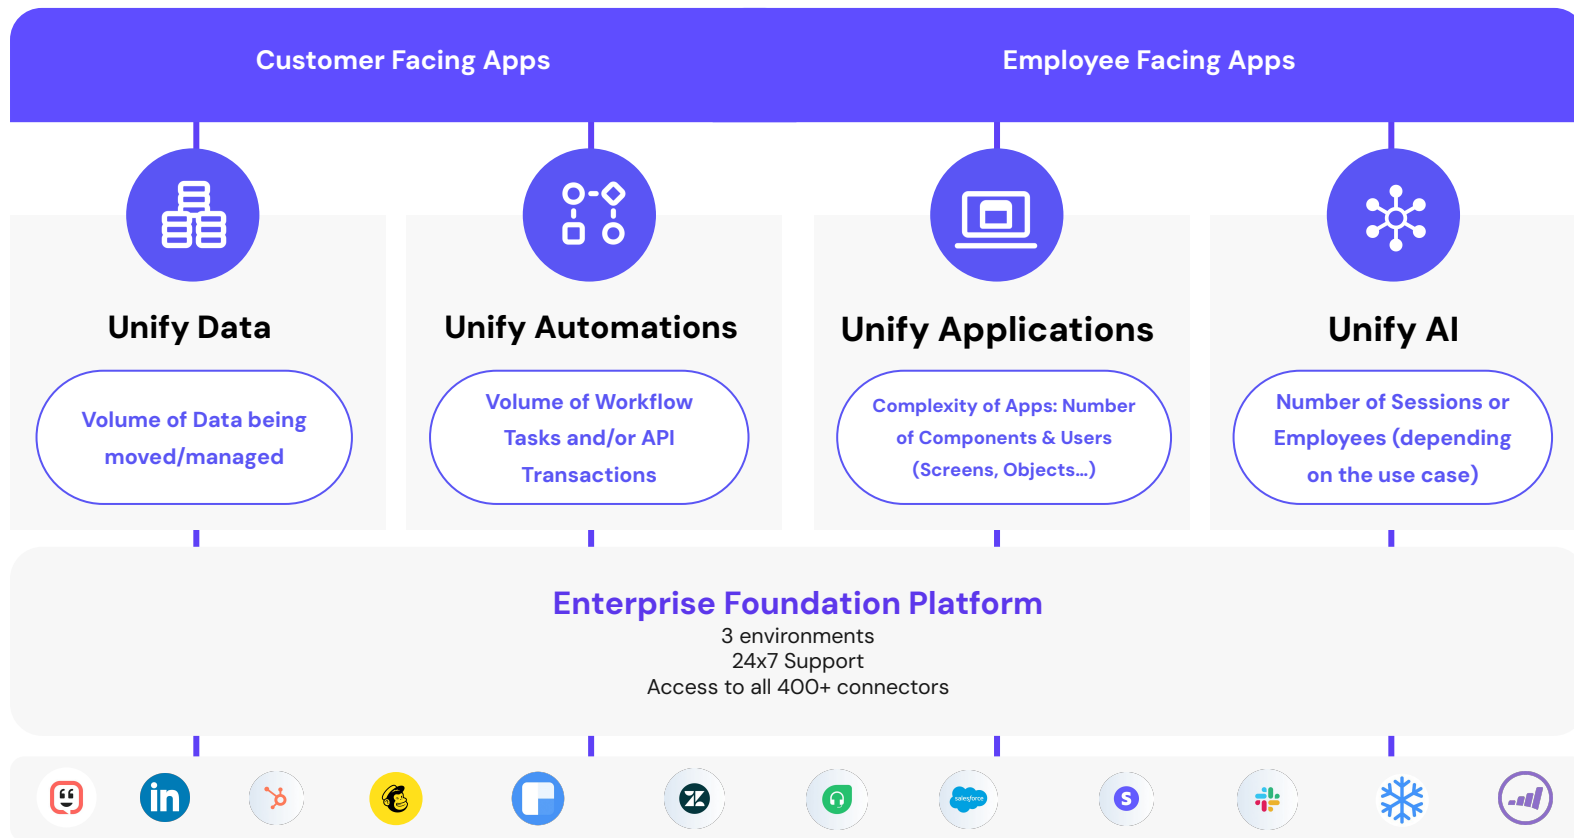 Customer Facing Apps
Employee Facing Apps
Unify Data
Volume of Data being
moved/managed
Unify Automations
Volume of Workflow
Tasks and/or API
Transactions
Unify Applications
Complexity of Apps: Number
of Components & Users
(Screens, Objects...)
Unify AI
Number of Sessions or
Employees (depending
on the use case)
Enterprise Foundation Platform
3 environments
24x7 Support
Access to all 400+ connectors
in
salesforce
S